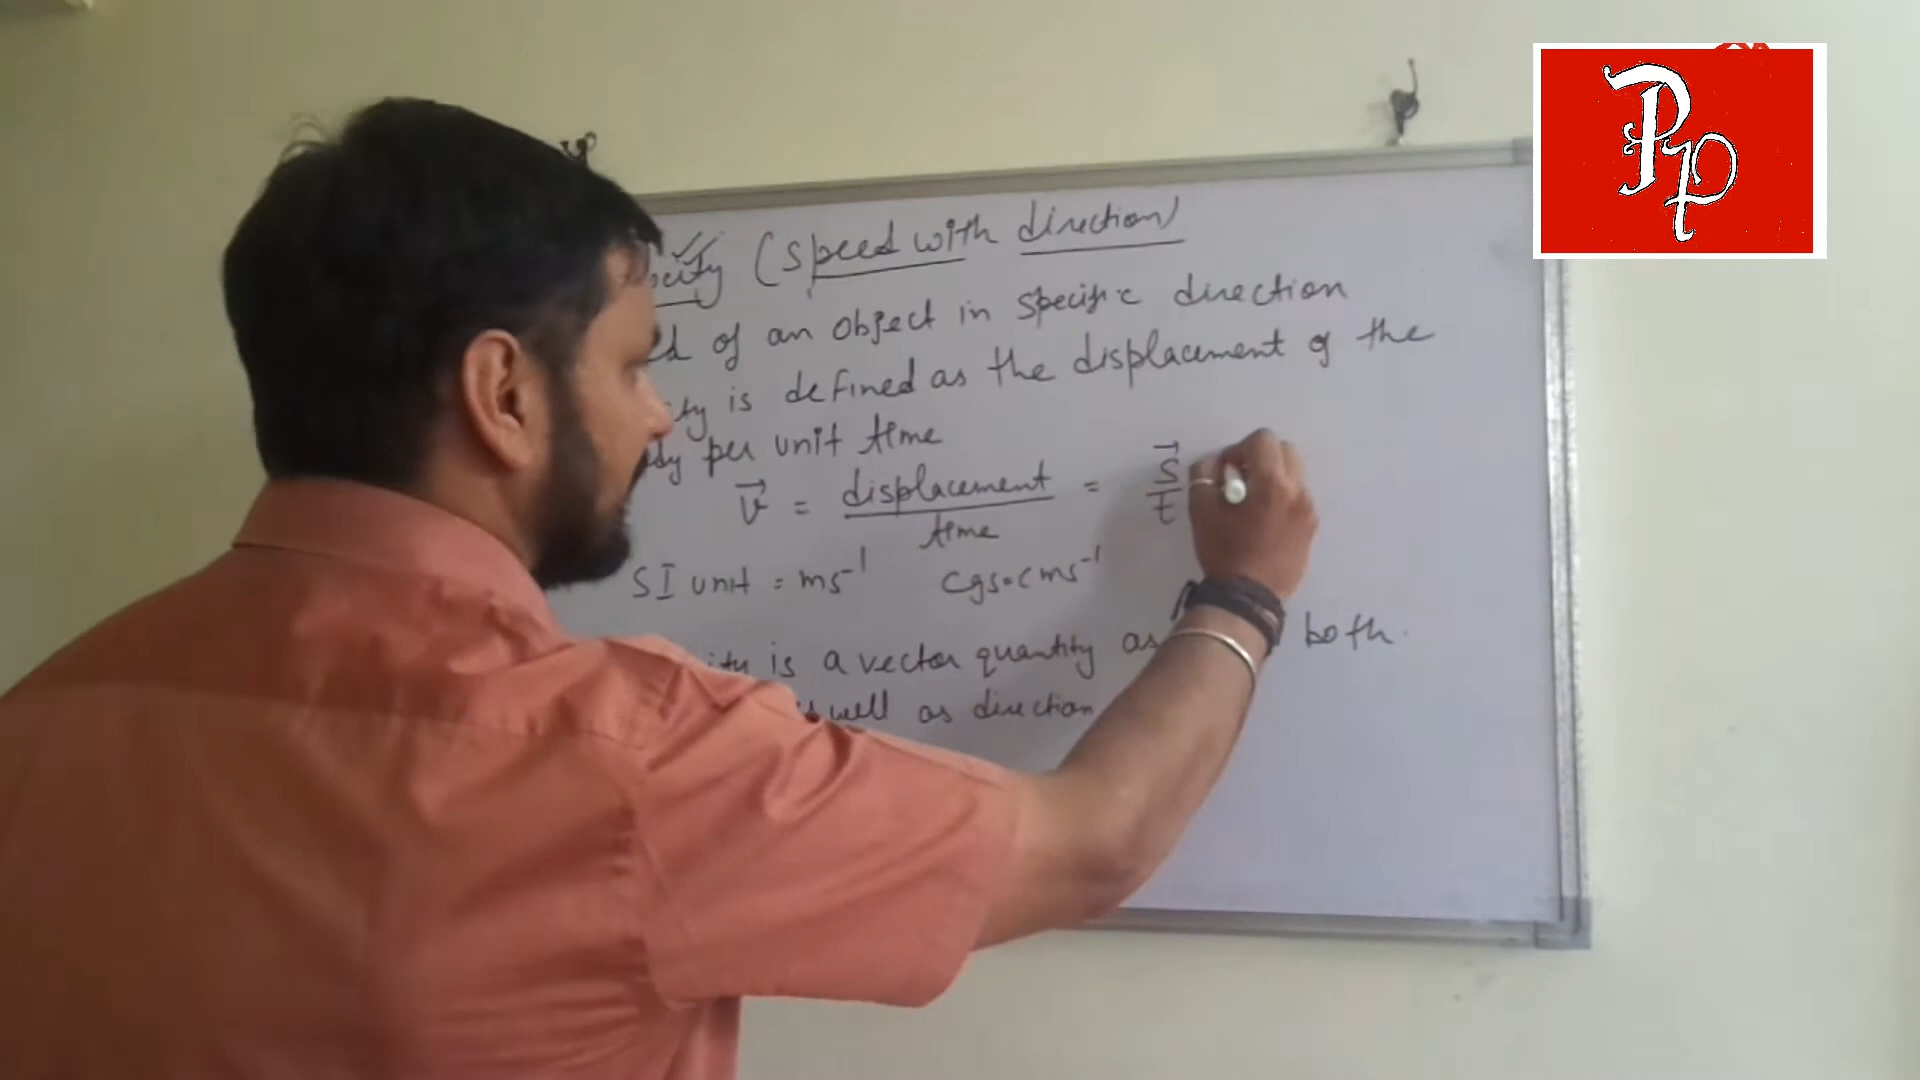 (speed with direction)
of an object in specific direction
is defined as the displacement of the
per unit time
v⃗ = displacement / time = s⃗ / t
SI unit = ms⁻¹ cgs = cms⁻¹
is a vector quantity as both.
well as direction
PP